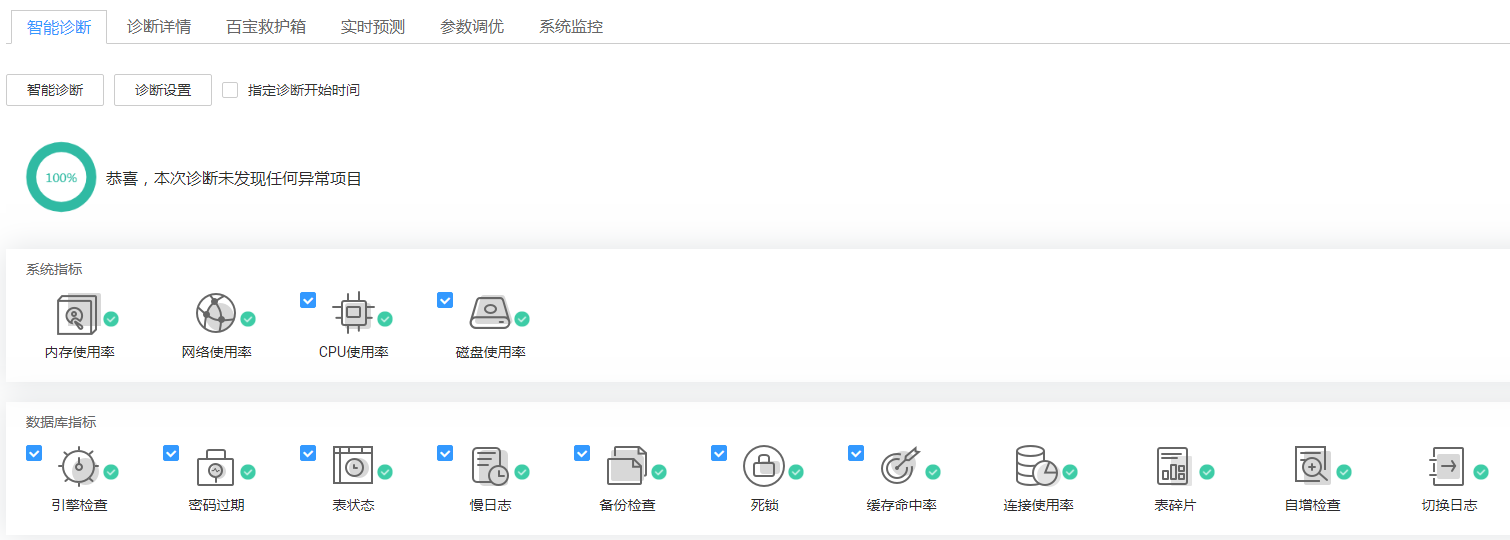 智能诊断 诊断详情 百宝救护箱 实时预测 参数调优 系统监控
智能诊断 诊断设置 指定诊断开始时间
100% 恭喜，本次诊断未发现任何异常项目
系统指标
内存使用率 网络使用率 CPU使用率 磁盘使用率
数据库指标
引擎检查 密码过期 表状态 慢日志 备份检查 死锁 缓存命中率 连接使用率 表碎片 自增检查 切换日志